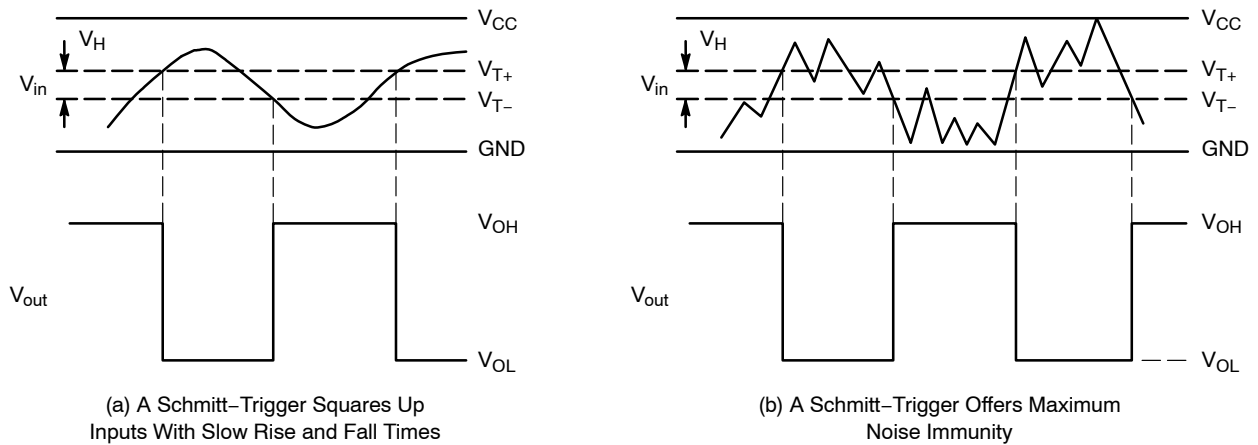 V_CC
V_H
V_in
V_T+
V_T−
GND
V_OH
V_out
V_OL
(a) A Schmitt−Trigger Squares Up
Inputs With Slow Rise and Fall Times
V_CC
V_H
V_in
V_T+
V_T−
GND
V_OH
V_out
V_OL
(b) A Schmitt−Trigger Offers Maximum
Noise Immunity